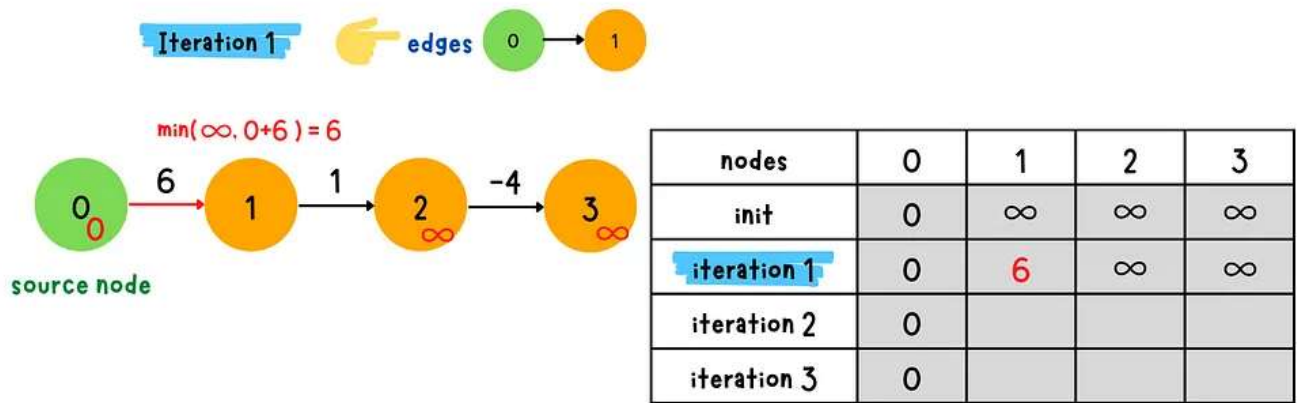 Iteration 1 edges 0 1
min(∞, 0+6) = 6
6 1 -4
0 1 2 3
0 ∞ ∞
source node
nodes 0 1 2 3
init 0 ∞ ∞ ∞
iteration 1 0 6 ∞ ∞
iteration 2 0
iteration 3 0